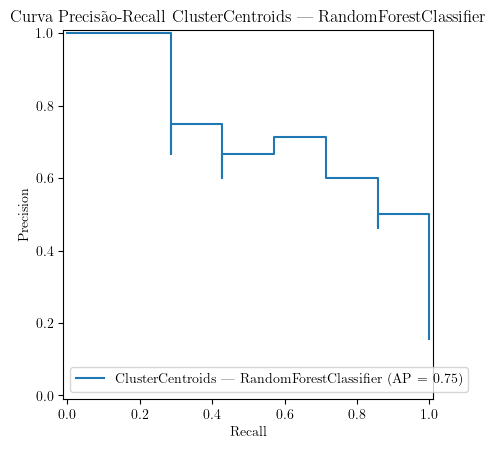 Curva Precisão-Recall ClusterCentroids — RandomForestClassifier
1.0
0.8
0.6
0.4
0.2
0.0
Precision
ClusterCentroids — RandomForestClassifier (AP = 0.75)
0.0 0.2 0.4 0.6 0.8 1.0
Recall